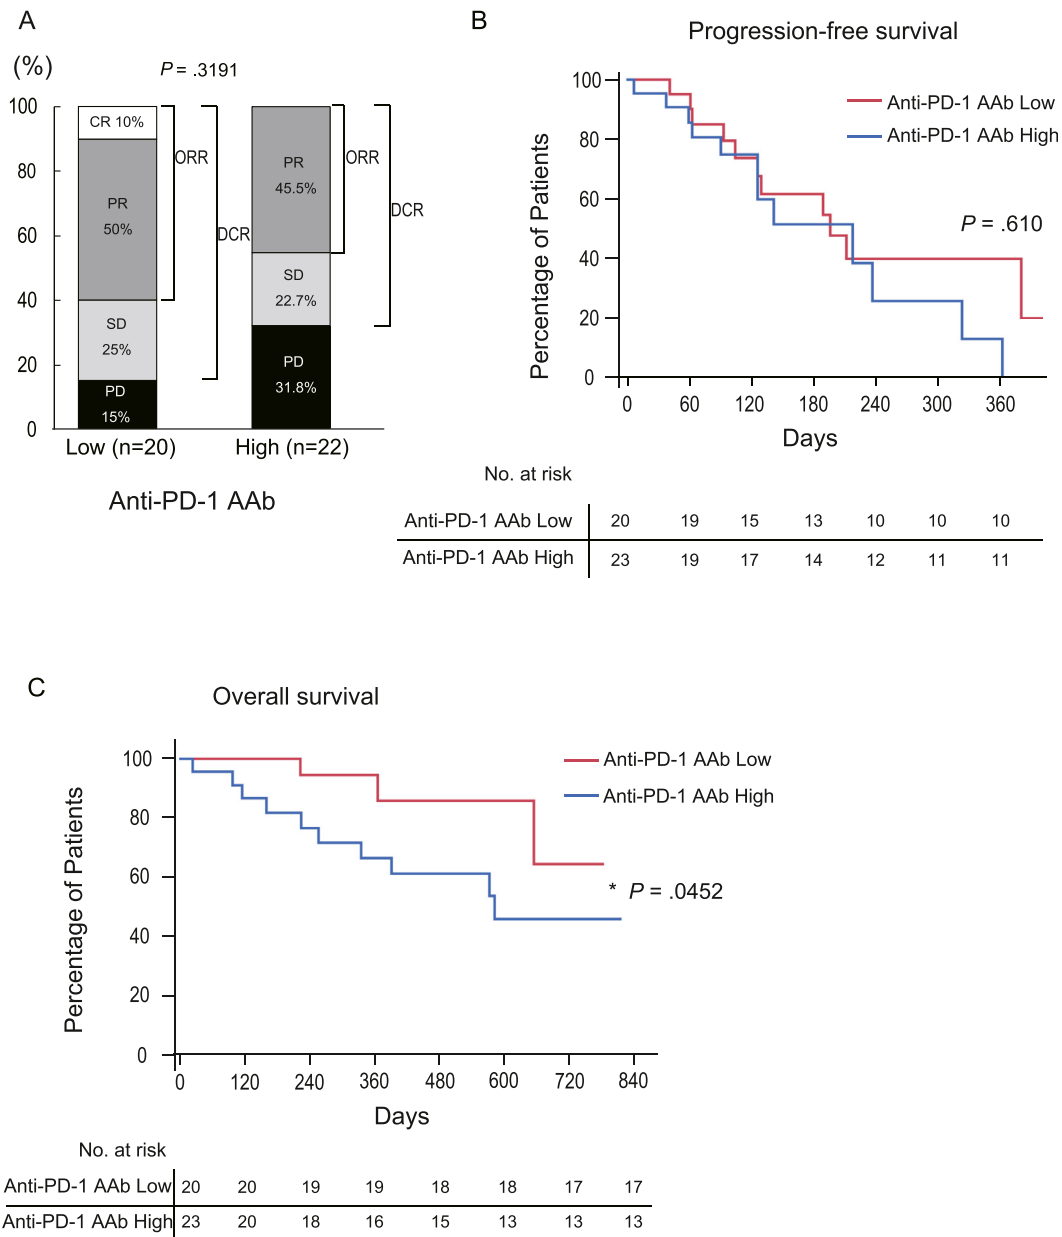 A
(%)
P = .3191
100
80
60
40
20
0
CR 10%
PR
50%
SD
25%
PD
15%
ORR
DCR
PR
45.5%
SD
22.7%
PD
31.8%
ORR
DCR
Low (n=20)
High (n=22)
Anti-PD-1 AAb
B
Progression-free survival
Percentage of Patients
100
80
60
40
20
0
Anti-PD-1 AAb Low
Anti-PD-1 AAb High
P = .610
0 60 120 180 240 300 360
Days
No. at risk
Anti-PD-1 AAb Low 20 19 15 13 10 10 10
Anti-PD-1 AAb High 23 19 17 14 12 11 11
C
Overall survival
Percentage of Patients
100
80
60
40
20
0
Anti-PD-1 AAb Low
Anti-PD-1 AAb High
* P = .0452
0 120 240 360 480 600 720 840
Days
No. at risk
Anti-PD-1 AAb Low 20 20 19 19 18 18 17 17
Anti-PD-1 AAb High 23 20 18 16 15 13 13 13